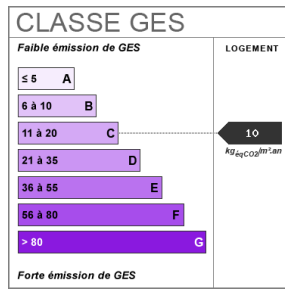 CLASSE GES
Faible émission de GES
LOGEMENT
≤ 5 A
6 à 10 B
11 à 20 C
10
kgéqCO2/m².an
21 à 35 D
36 à 55 E
56 à 80 F
> 80 G
Forte émission de GES